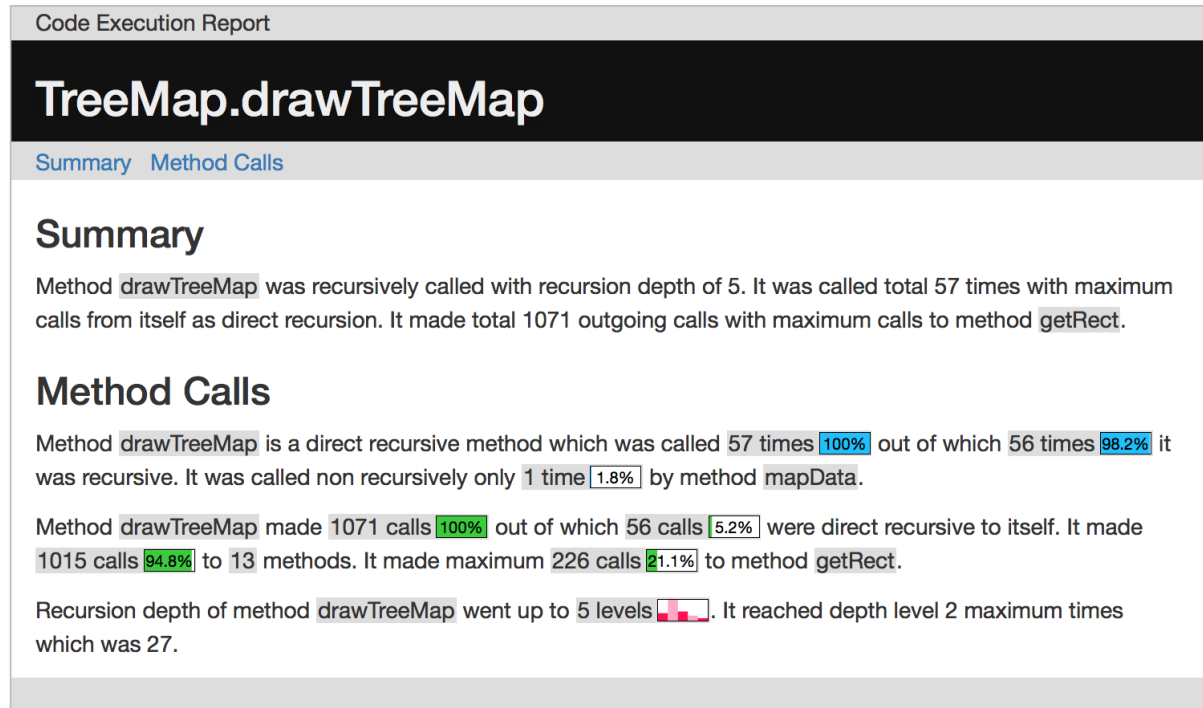 Code Execution Report
TreeMap.drawTreeMap
Summary Method Calls
Summary
Method drawTreeMap was recursively called with recursion depth of 5. It was called total 57 times with maximum
calls from itself as direct recursion. It made total 1071 outgoing calls with maximum calls to method getRect.
Method Calls
Method drawTreeMap is a direct recursive method which was called 57 times 100% out of which 56 times 98.2% it
was recursive. It was called non recursively only 1 time 1.8% by method mapData.
Method drawTreeMap made 1071 calls 100% out of which 56 calls 5.2% were direct recursive to itself. It made
1015 calls 94.8% to 13 methods. It made maximum 226 calls 21.1% to method getRect.
Recursion depth of method drawTreeMap went up to 5 levels . It reached depth level 2 maximum times
which was 27.